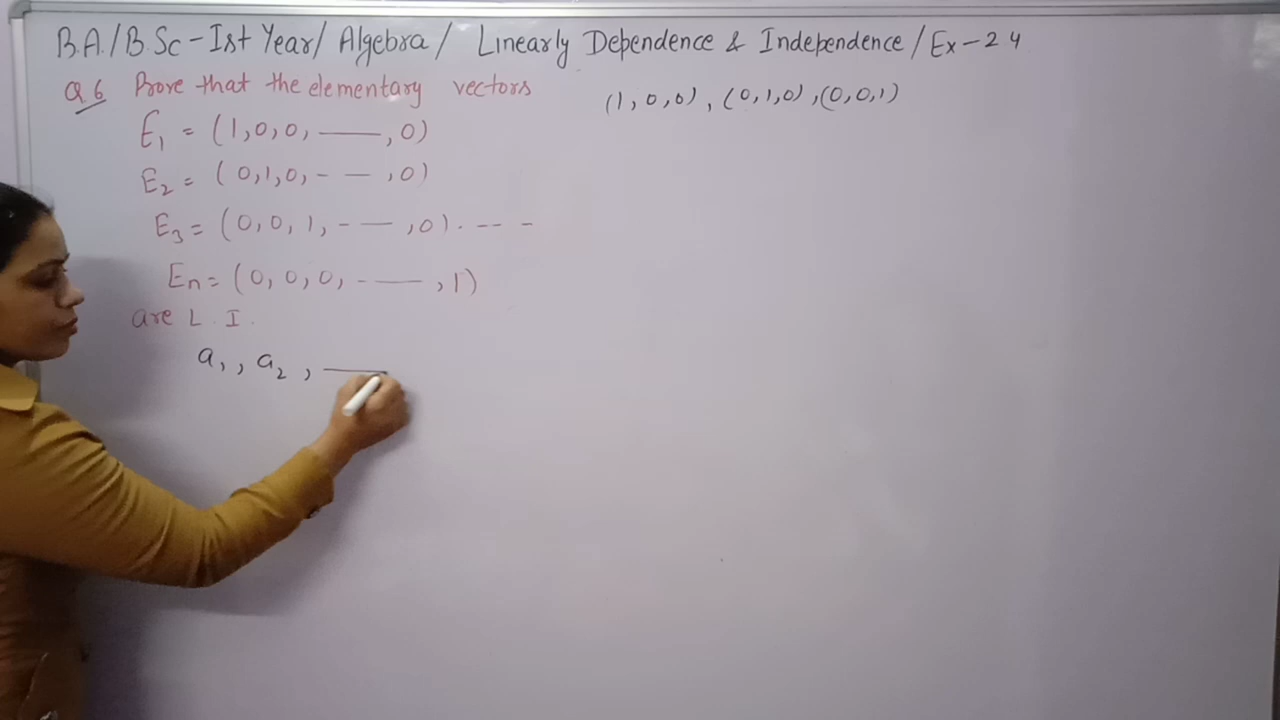 B.A./B.Sc-Ist Year/ Algebra/ Linearly Dependence & Independence/Ex-24
Q.6 Prove that the elementary vectors
(1,0,0), (0,1,0), (0,0,1)
E₁ = (1,0,0, ——, 0)
E₂ = (0,1,0, - —, 0)
E₃ = (0,0,1, - —, 0). -- -
En = (0,0,0, - ——, 1)
are L. I.
a₁, a₂, ——